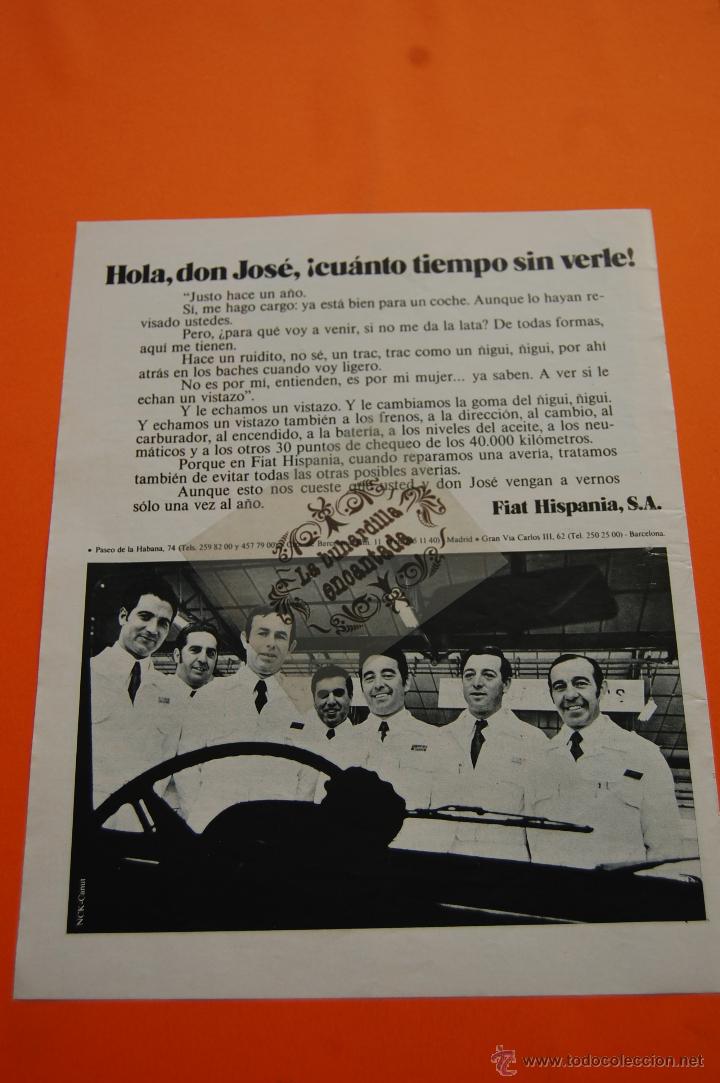 Hola, don José, ¡cuánto tiempo sin verle!
“Justo hace un año.
Sí, me hago cargo: ya está bien para un coche. Aunque lo hayan re-
visado ustedes.
Pero, ¿para qué voy a venir, si no me da la lata? De todas formas,
aquí me tienen.
Hace un ruidito, no sé, un trac, trac como un ñigui, ñigui, por ahí
atrás en los baches cuando voy ligero.
No es por mí, entienden, es por mi mujer... ya saben. A ver si le
echan un vistazo”.
Y le echamos un vistazo. Y le cambiamos la goma del ñigui, ñigui.
Y echamos un vistazo también a los frenos, a la dirección, al cambio, al
carburador, al encendido, a la batería, a los niveles del aceite, a los neu-
máticos y a los otros 30 puntos de chequeo de los 40.000 kilómetros.
Porque en Fiat Hispania, cuando reparamos una avería, tratamos
también de evitar todas las otras posibles averías.
Aunque esto nos cueste que usted y don José vengan a vernos
sólo una vez al año.
Fiat Hispania, S.A.
• Paseo de la Habana, 74 (Tels. 259 82 00 y 457 79 00) 11 11 40) Madrid • Gran Via Carlos III, 62 (Tel. 250 25 00) - Barcelona.
La buhardilla
encantada
NCK-Canut
www.todocoleccion.net